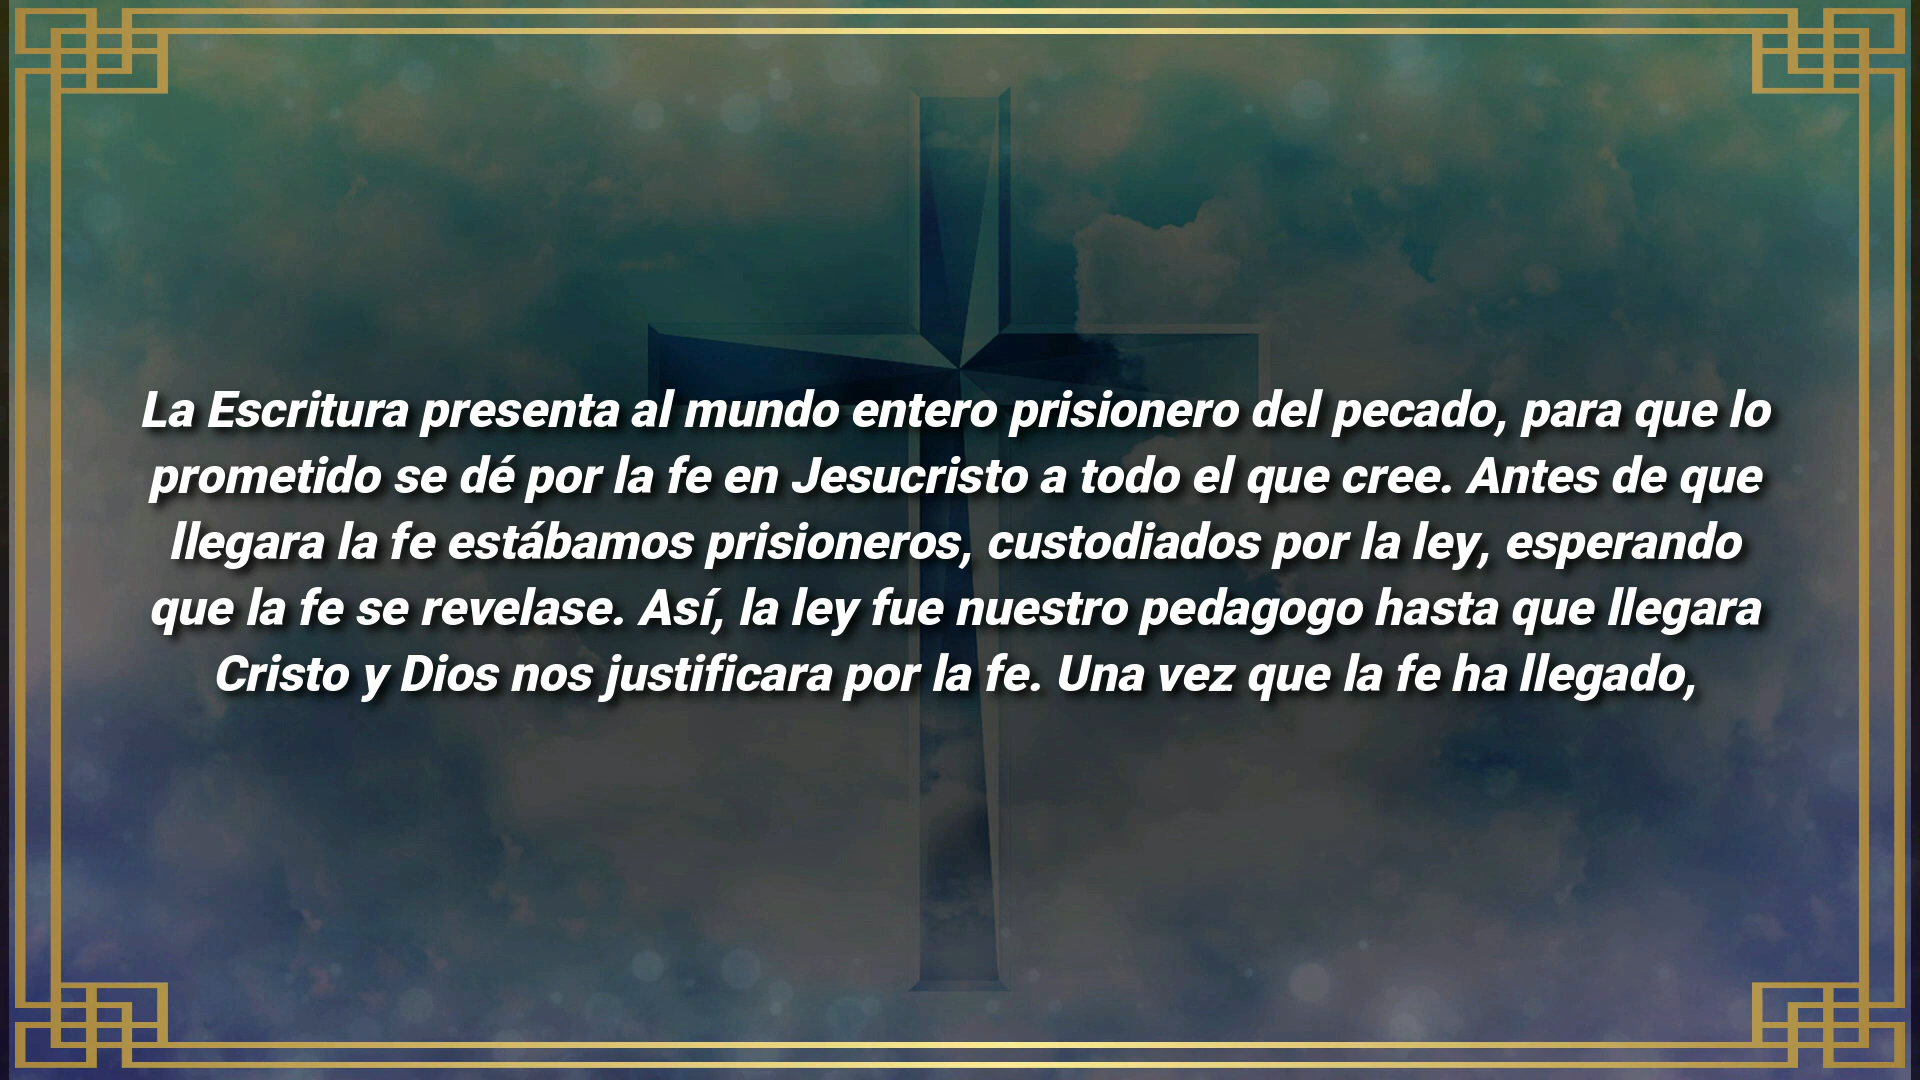 La Escritura presenta al mundo entero prisionero del pecado, para que lo
prometido se dé por la fe en Jesucristo a todo el que cree. Antes de que
llegara la fe estábamos prisioneros, custodiados por la ley, esperando
que la fe se revelase. Así, la ley fue nuestro pedagogo hasta que llegara
Cristo y Dios nos justificara por la fe. Una vez que la fe ha llegado,